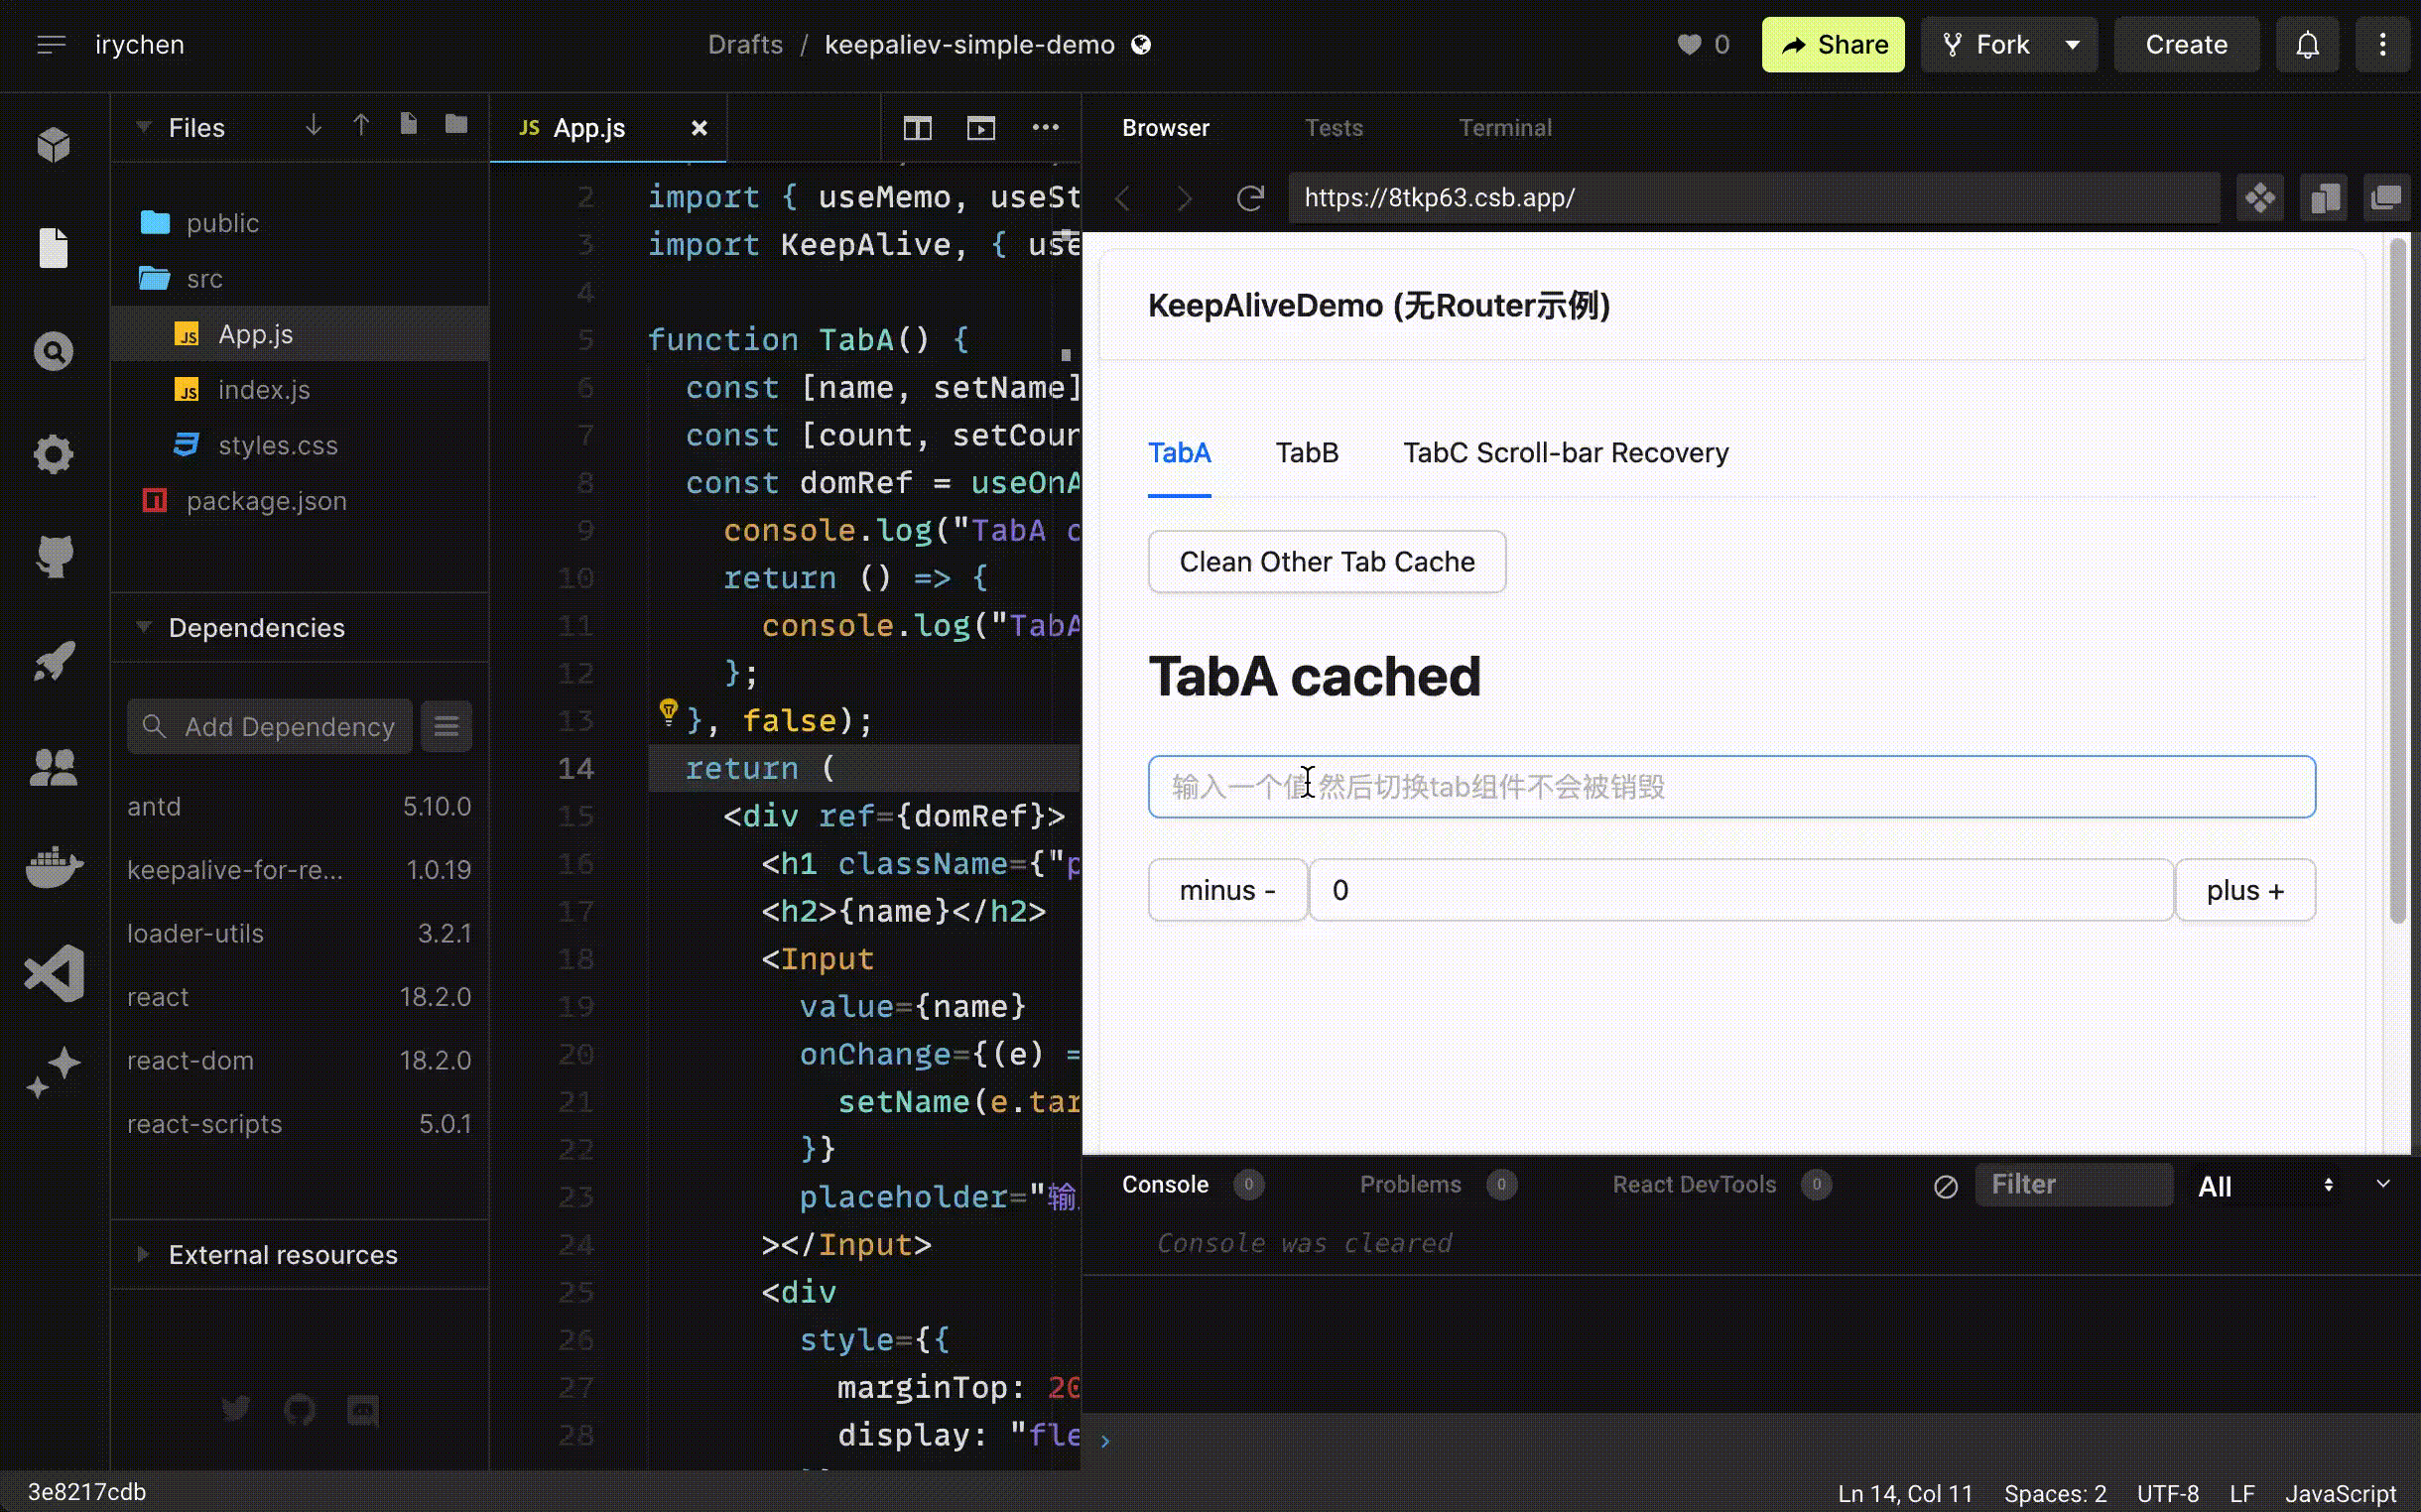 irychen
Drafts / keepaliev-simple-demo
0
Share
Fork
Create
Files
public
src
JS App.js
JS index.js
styles.css
package.json
Dependencies
Add Dependency
antd 5.10.0
keepalive-for-re... 1.0.19
loader-utils 3.2.1
react 18.2.0
react-dom 18.2.0
react-scripts 5.0.1
External resources
JS App.js
2 import { useMemo, useSt
3 import KeepAlive, { use
4
5 function TabA() {
6 const [name, setName]
7 const [count, setCour
8 const domRef = useOnA
9 console.log("TabA c
10 return () => {
11 console.log("TabA
12 };
13 }, false);
14 return (
15 <div ref={domRef}>
16 <h1 className={"p
17 <h2>{name}</h2>
18 <Input
19 value={name}
20 onChange={(e) =
21 setName(e.tar
22 }}
23 placeholder="输
24 ></Input>
25 <div
26 style={{
27 marginTop: 20
28 display: "fle
Browser Tests Terminal
https://8tkp63.csb.app/
KeepAliveDemo (无Router示例)
TabA TabB TabC Scroll-bar Recovery
Clean Other Tab Cache
TabA cached
输入一个值 然后切换tab组件不会被销毁
minus - 0 plus +
Console 0 Problems 0 React DevTools 0 Filter All
Console was cleared
›
3e8217cdb
Ln 14, Col 11 Spaces: 2 UTF-8 LF JavaScript